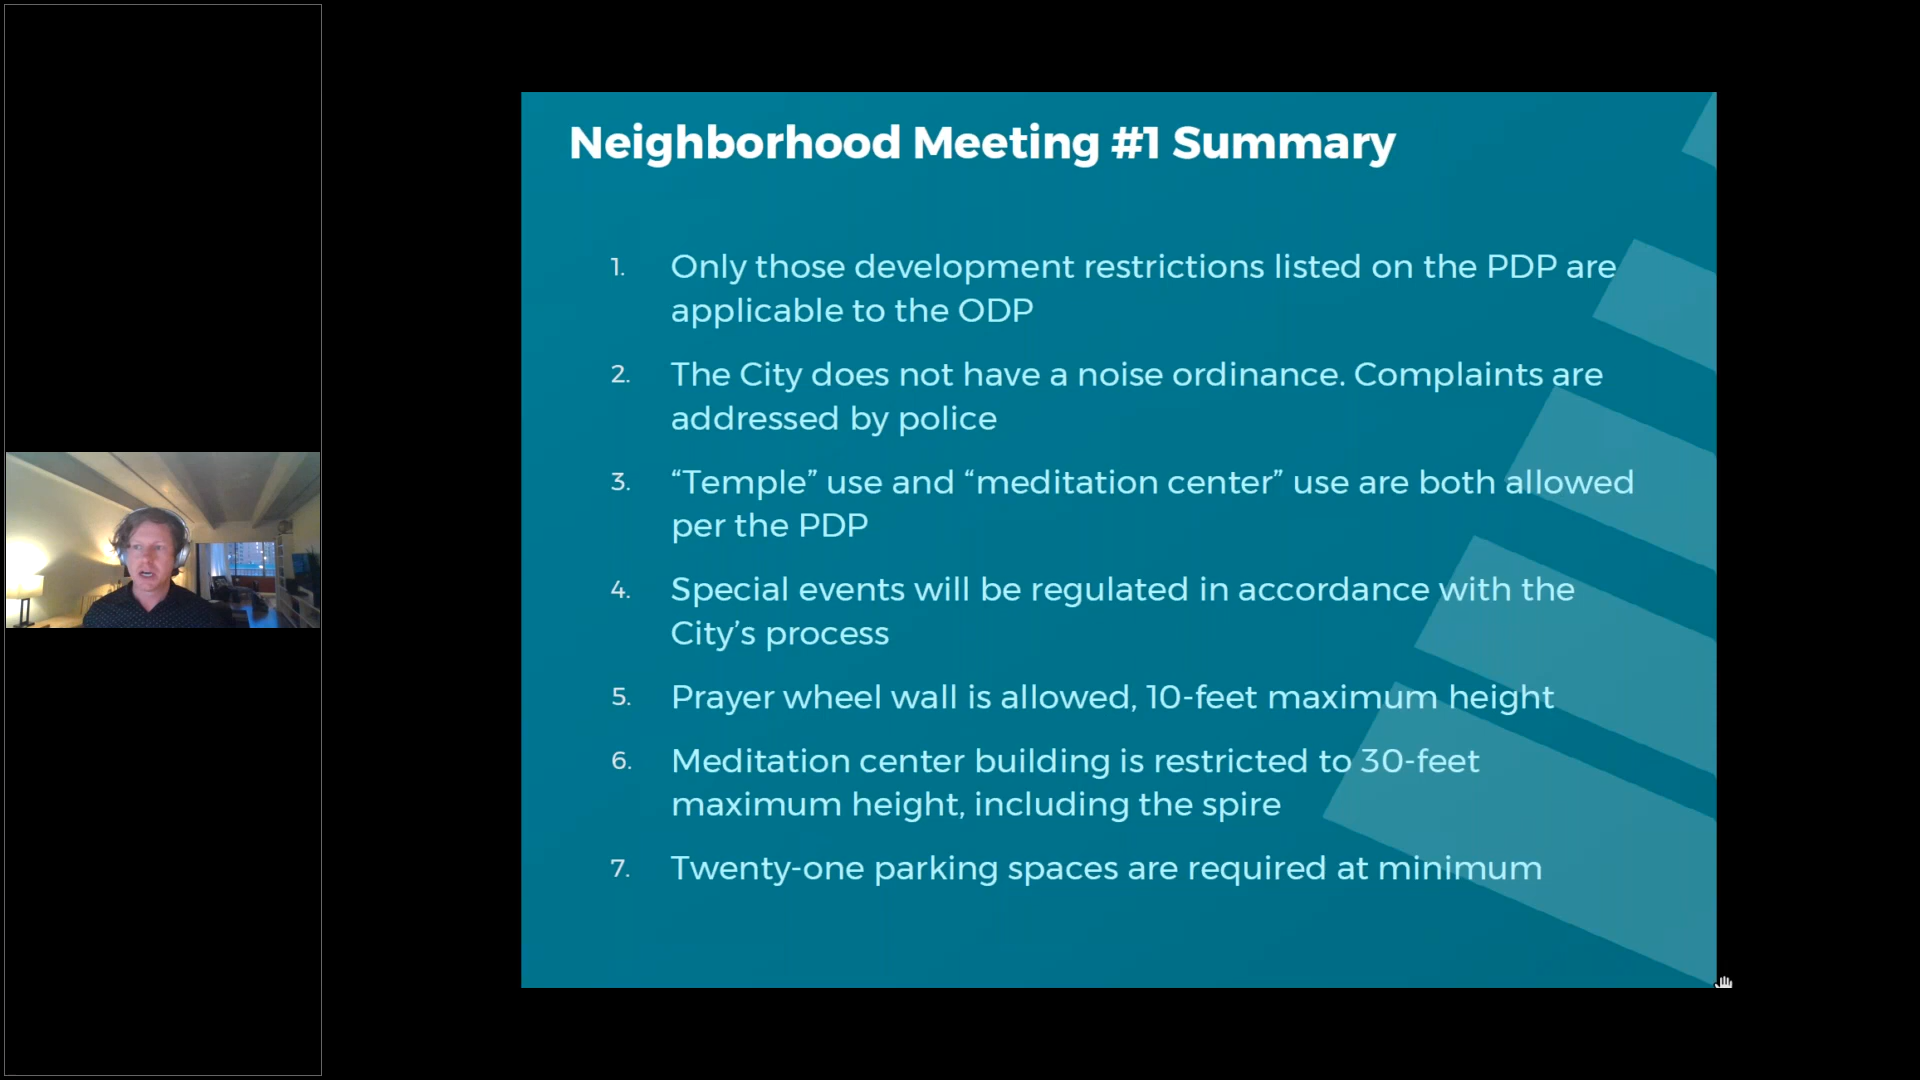 Neighborhood Meeting #1 Summary
1. Only those development restrictions listed on the PDP are
applicable to the ODP
2. The City does not have a noise ordinance. Complaints are
addressed by police
3. “Temple” use and “meditation center” use are both allowed
per the PDP
4. Special events will be regulated in accordance with the
City’s process
5. Prayer wheel wall is allowed, 10-feet maximum height
6. Meditation center building is restricted to 30-feet
maximum height, including the spire
7. Twenty-one parking spaces are required at minimum